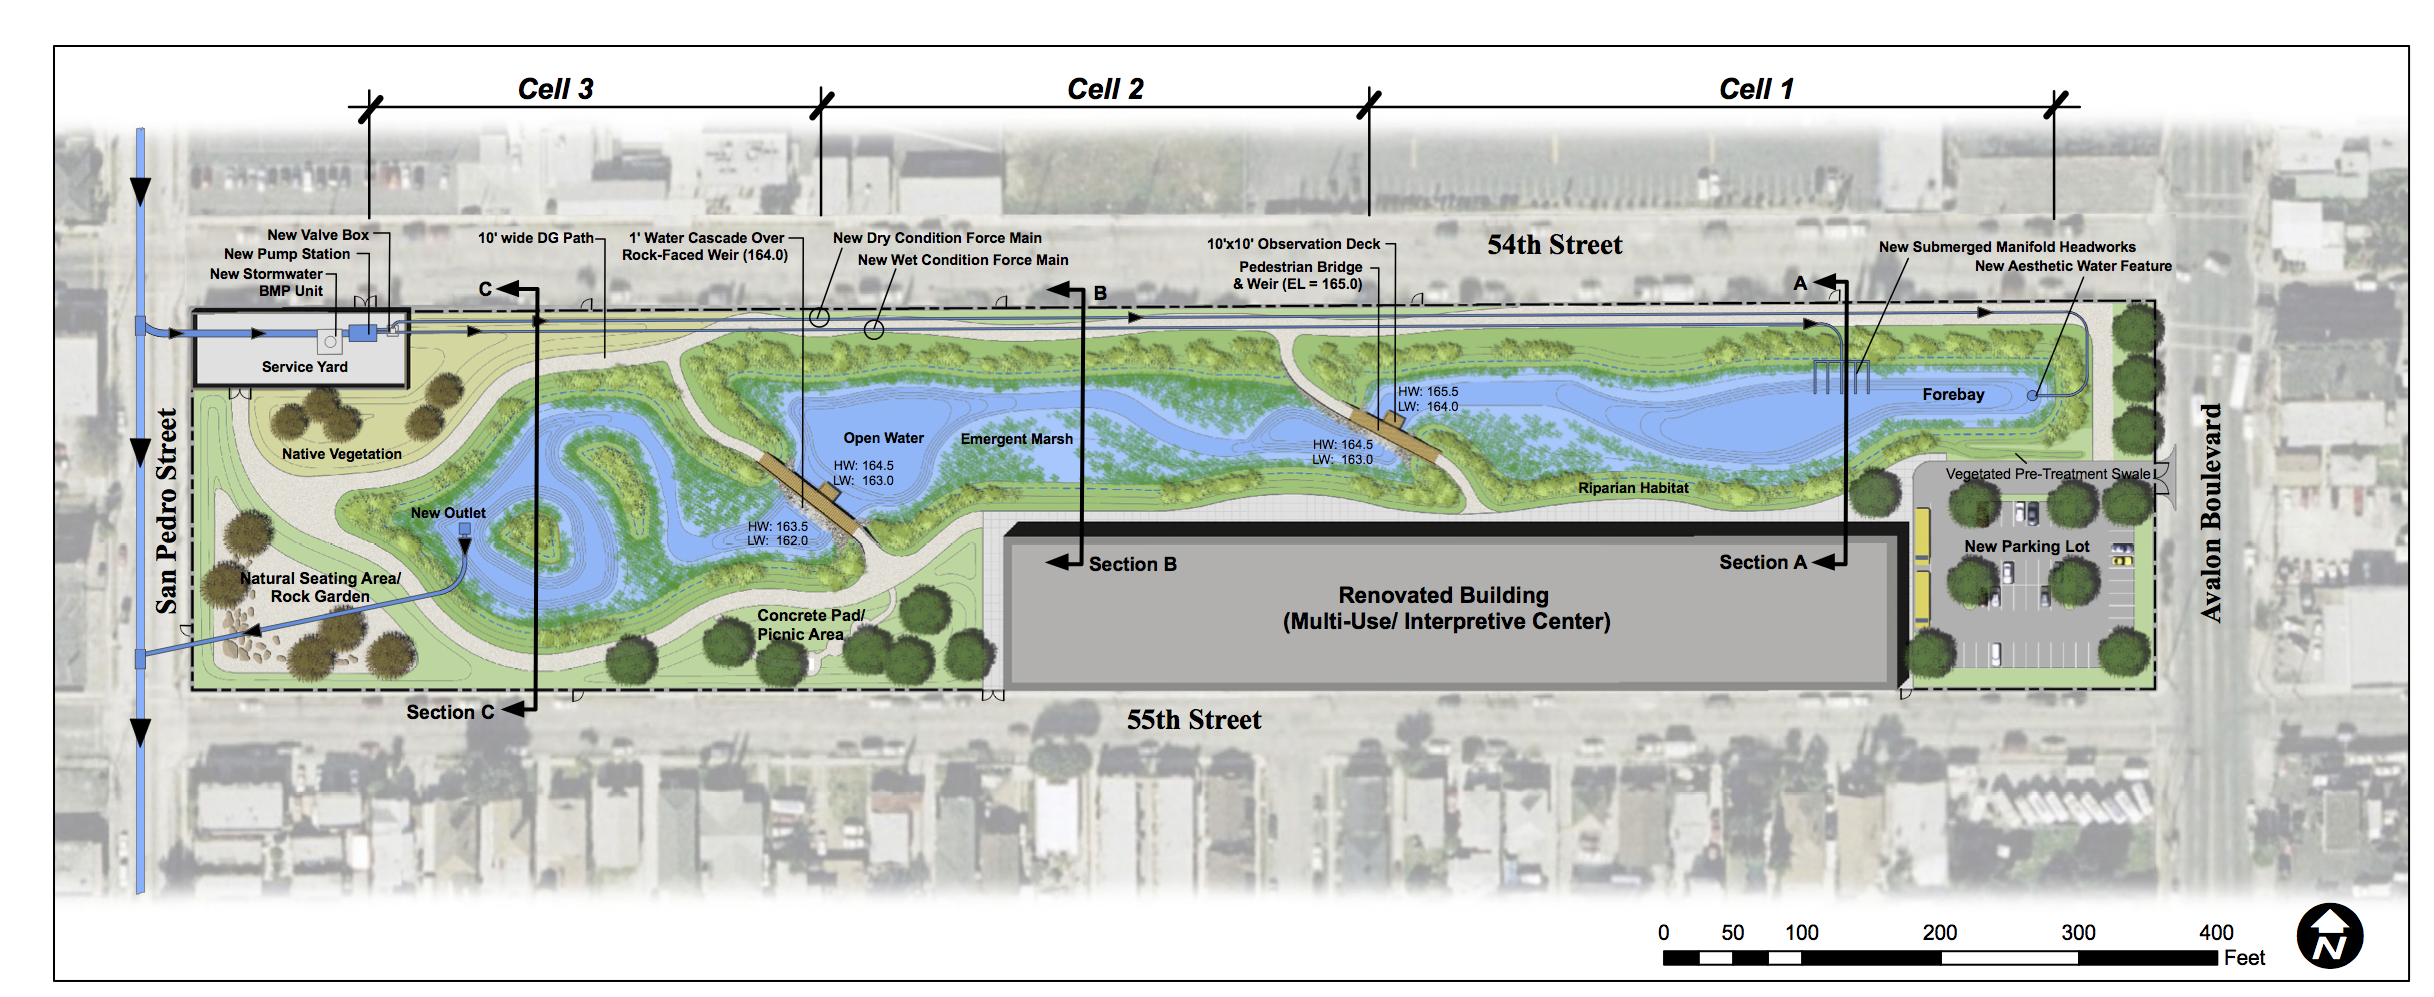 Cell 3
Cell 2
Cell 1
New Valve Box
New Pump Station
New Stormwater
BMP Unit
10' wide DG Path
1' Water Cascade Over
Rock-Faced Weir (164.0)
New Dry Condition Force Main
New Wet Condition Force Main
10'x10' Observation Deck
Pedestrian Bridge
& Weir (EL = 165.0)
54th Street
New Submerged Manifold Headworks
New Aesthetic Water Feature
C
B
A
Service Yard
San Pedro Street
Native Vegetation
Open Water
Emergent Marsh
HW: 164.5
LW: 163.0
HW: 164.5
LW: 163.0
HW: 165.5
LW: 164.0
Forebay
Riparian Habitat
Vegetated Pre-Treatment Swale
Avalon Boulevard
New Outlet
HW: 163.5
LW: 162.0
Natural Seating Area/
Rock Garden
Concrete Pad/
Picnic Area
Section B
Section A
New Parking Lot
Renovated Building
(Multi-Use/ Interpretive Center)
Section C
55th Street
0 50 100 200 300 400
Feet
N